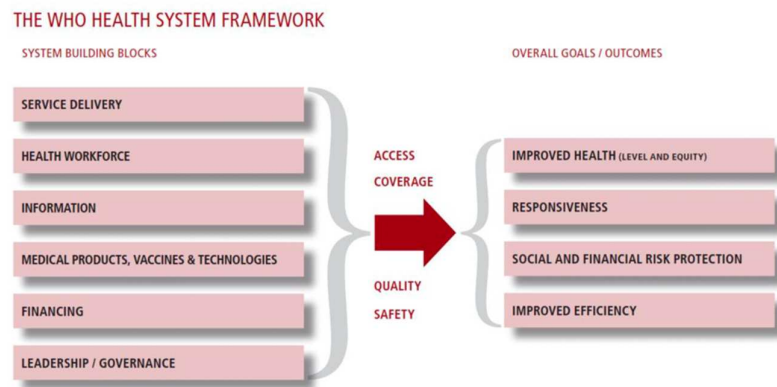 THE WHO HEALTH SYSTEM FRAMEWORK
SYSTEM BUILDING BLOCKS
SERVICE DELIVERY
HEALTH WORKFORCE
INFORMATION
MEDICAL PRODUCTS, VACCINES & TECHNOLOGIES
FINANCING
LEADERSHIP / GOVERNANCE
ACCESS
COVERAGE
QUALITY
SAFETY
OVERALL GOALS / OUTCOMES
IMPROVED HEALTH (LEVEL AND EQUITY)
RESPONSIVENESS
SOCIAL AND FINANCIAL RISK PROTECTION
IMPROVED EFFICIENCY